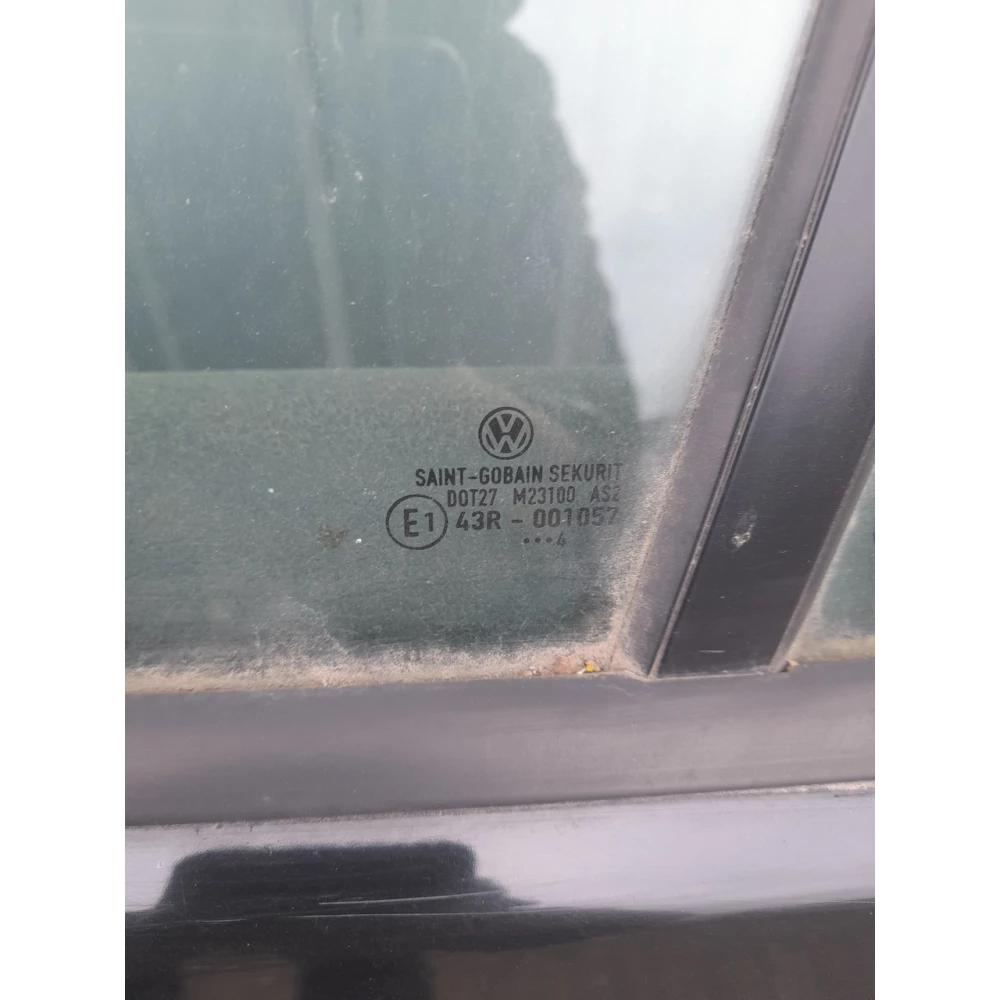 SAINT-GOBAIN SEKURIT
DOT27 M23100 AS2
E1 43R - 001057
•••4